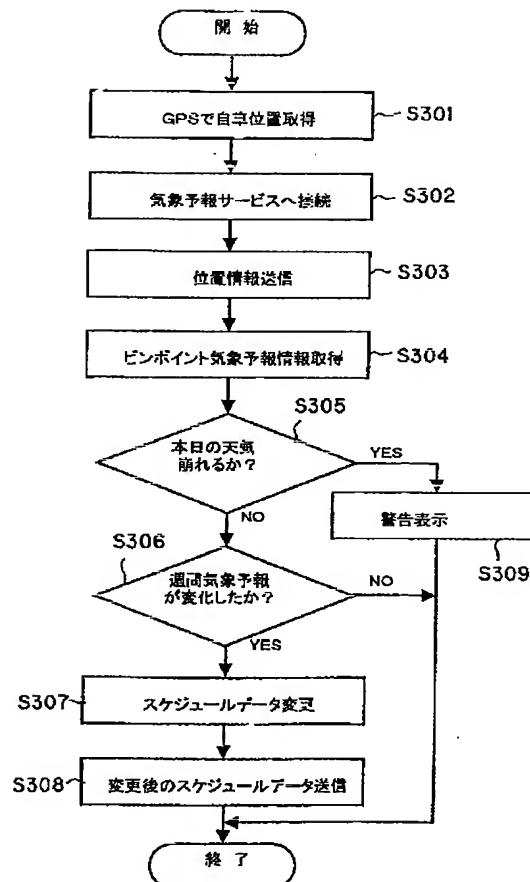 開始
GPSで自車位置取得
S301
気象予報サービスへ接続
S302
位置情報送信
S303
ピンポイント気象予報情報取得
S304
S305
本日の天気
崩れるか？
YES
NO
警告表示
S309
S306
週間気象予報
が変化したか？
NO
YES
S307
スケジュールデータ変更
S308
変更後のスケジュールデータ送信
終了